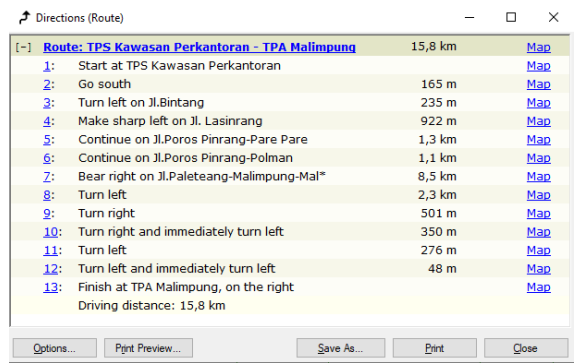 Directions (Route)
[-] Route: TPS Kawasan Perkantoran - TPA Malimpung 15,8 km Map
1: Start at TPS Kawasan Perkantoran Map
2: Go south 165 m Map
3: Turn left on Jl.Bintang 235 m Map
4: Make sharp left on Jl. Lasinrang 922 m Map
5: Continue on Jl.Poros Pinrang-Pare Pare 1,3 km Map
6: Continue on Jl.Poros Pinrang-Polman 1,1 km Map
7: Bear right on Jl.Paleteang-Malimpung-Mal* 8,5 km Map
8: Turn left 2,3 km Map
9: Turn right 501 m Map
10: Turn right and immediately turn left 350 m Map
11: Turn left 276 m Map
12: Turn left and immediately turn left 48 m Map
13: Finish at TPA Malimpung, on the right Map
Driving distance: 15,8 km
Options... Print Preview... Save As... Print Close